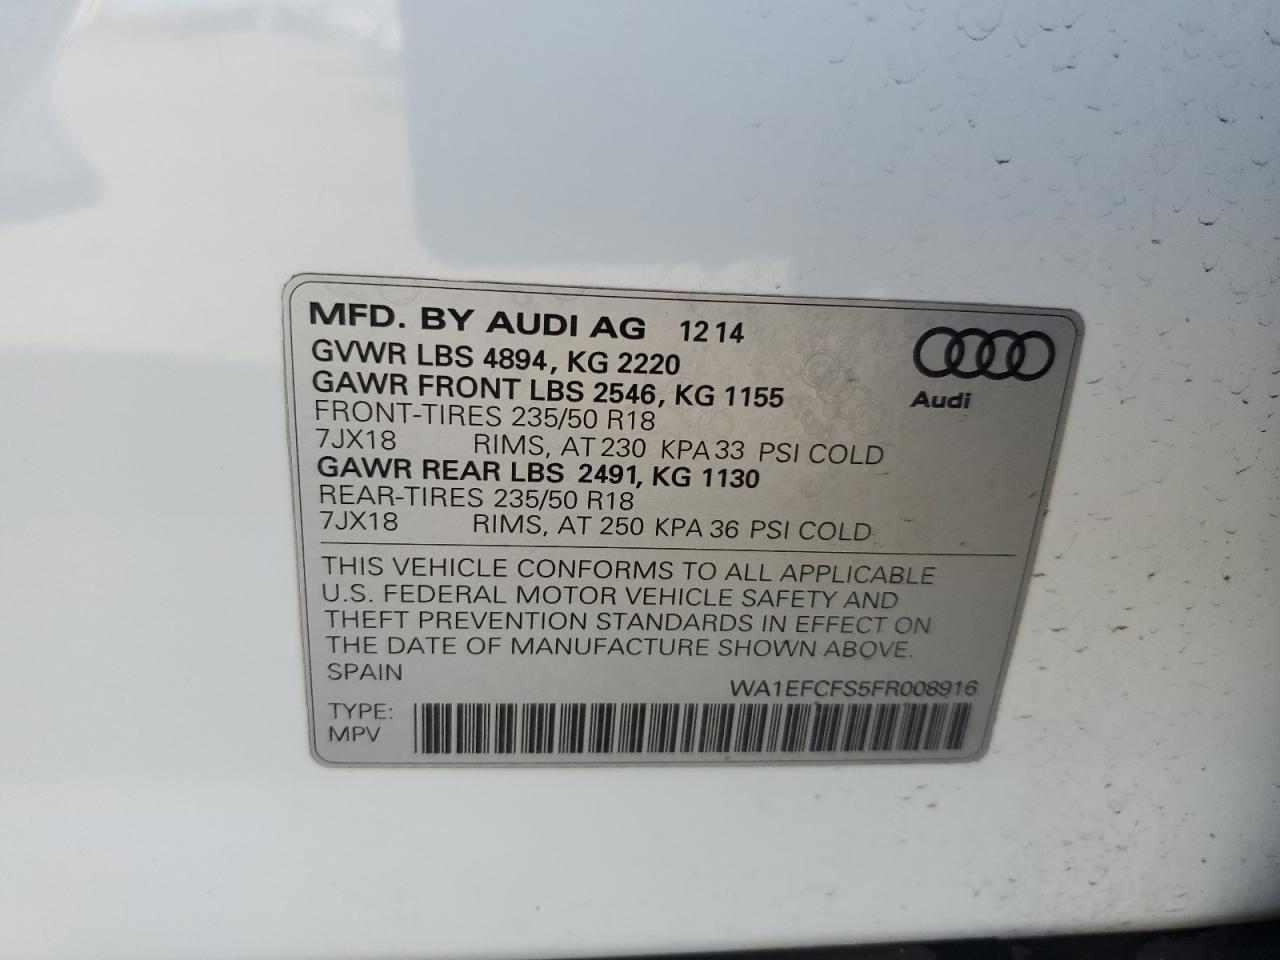 MFD. BY AUDI AG 12 14
GVWR LBS 4894, KG 2220
GAWR FRONT LBS 2546, KG 1155
Audi
FRONT-TIRES 235/50 R18
7JX18 RIMS, AT 230 KPA 33 PSI COLD
GAWR REAR LBS 2491, KG 1130
REAR-TIRES 235/50 R18
7JX18 RIMS, AT 250 KPA 36 PSI COLD
THIS VEHICLE CONFORMS TO ALL APPLICABLE
U.S. FEDERAL MOTOR VEHICLE SAFETY AND
THEFT PREVENTION STANDARDS IN EFFECT ON
THE DATE OF MANUFACTURE SHOWN ABOVE.
SPAIN
WA1EFCFS5FR008916
TYPE:
MPV